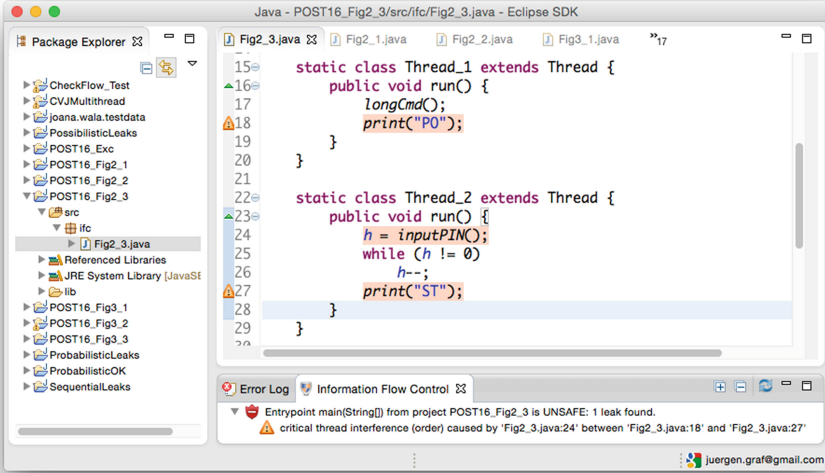 Java - POST16_Fig2_3/src/ifc/Fig2_3.java - Eclipse SDK
Package Explorer
CheckFlow_Test
CVJMultithread
joana.wala.testdata
PossibilisticLeaks
POST16_Exc
POST16_Fig2_1
POST16_Fig2_2
POST16_Fig2_3
src
ifc
Fig2_3.java
Referenced Libraries
JRE System Library [JavaSE
lib
POST16_Fig3_1
POST16_Fig3_2
POST16_Fig3_3
ProbabilisticLeaks
ProbabilisticOK
SequentialLeaks
Fig2_3.java Fig2_1.java Fig2_2.java Fig3_1.java »17
15 static class Thread_1 extends Thread {
16 public void run() {
17 longCmd();
18 print("PO");
19 }
20 }
21
22 static class Thread_2 extends Thread {
23 public void run() {
24 h = inputPIN();
25 while (h != 0)
26 h--;
27 print("ST");
28 }
29 }
Error Log Information Flow Control
Entrypoint main(String[]) from project POST16_Fig2_3 is UNSAFE: 1 leak found.
critical thread interference (order) caused by 'Fig2_3.java:24' between 'Fig2_3.java:18' and 'Fig2_3.java:27'
juergen.graf@gmail.com